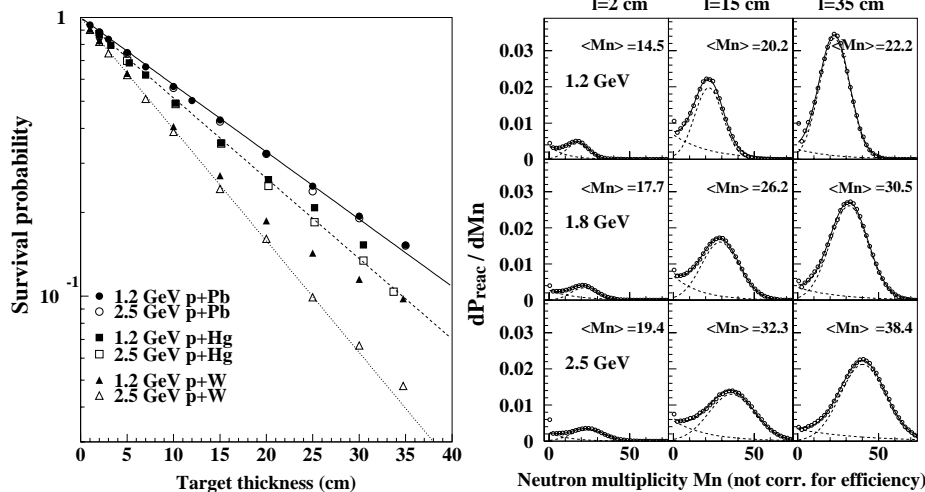 1
10 -1
Survival probability
1.2 GeV p+Pb
2.5 GeV p+Pb
1.2 GeV p+Hg
2.5 GeV p+Hg
1.2 GeV p+W
2.5 GeV p+W
0 5 10 15 20 25 30 35 40
Target thickness (cm)
l=2 cm l=15 cm l=35 cm
0.03
0.02
0.01
0
<Mn> =14.5
1.2 GeV
<Mn> =20.2
<Mn> =22.2
0.03
0.02
0.01
0
<Mn> =17.7
1.8 GeV
<Mn> =26.2
<Mn> =30.5
0.03
0.02
0.01
0
<Mn> =19.4
2.5 GeV
<Mn> =32.3
<Mn> =38.4
dPreac / dMn
0 50 0 50 0 50
Neutron multiplicity Mn (not corr. for efficiency)